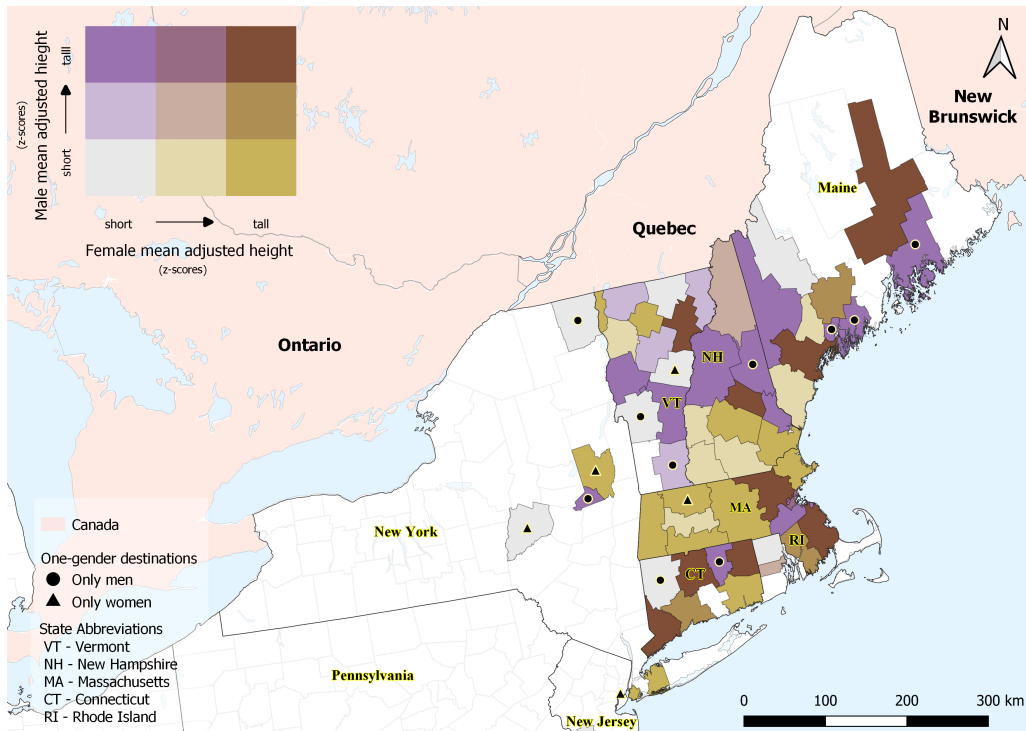 Male mean adjusted hieght
(z-scores)
short
talll
short
tall
Female mean adjusted height
(z-scores)
N
New
Brunswick
Maine
Quebec
Ontario
NH
VT
New York
MA
RI
CT
Pennsylvania
New Jersey
Canada
One-gender destinations
Only men
Only women
State Abbreviations
VT - Vermont
NH - New Hampshire
MA - Massachusetts
CT - Connecticut
RI - Rhode Island
0 100 200 300 km